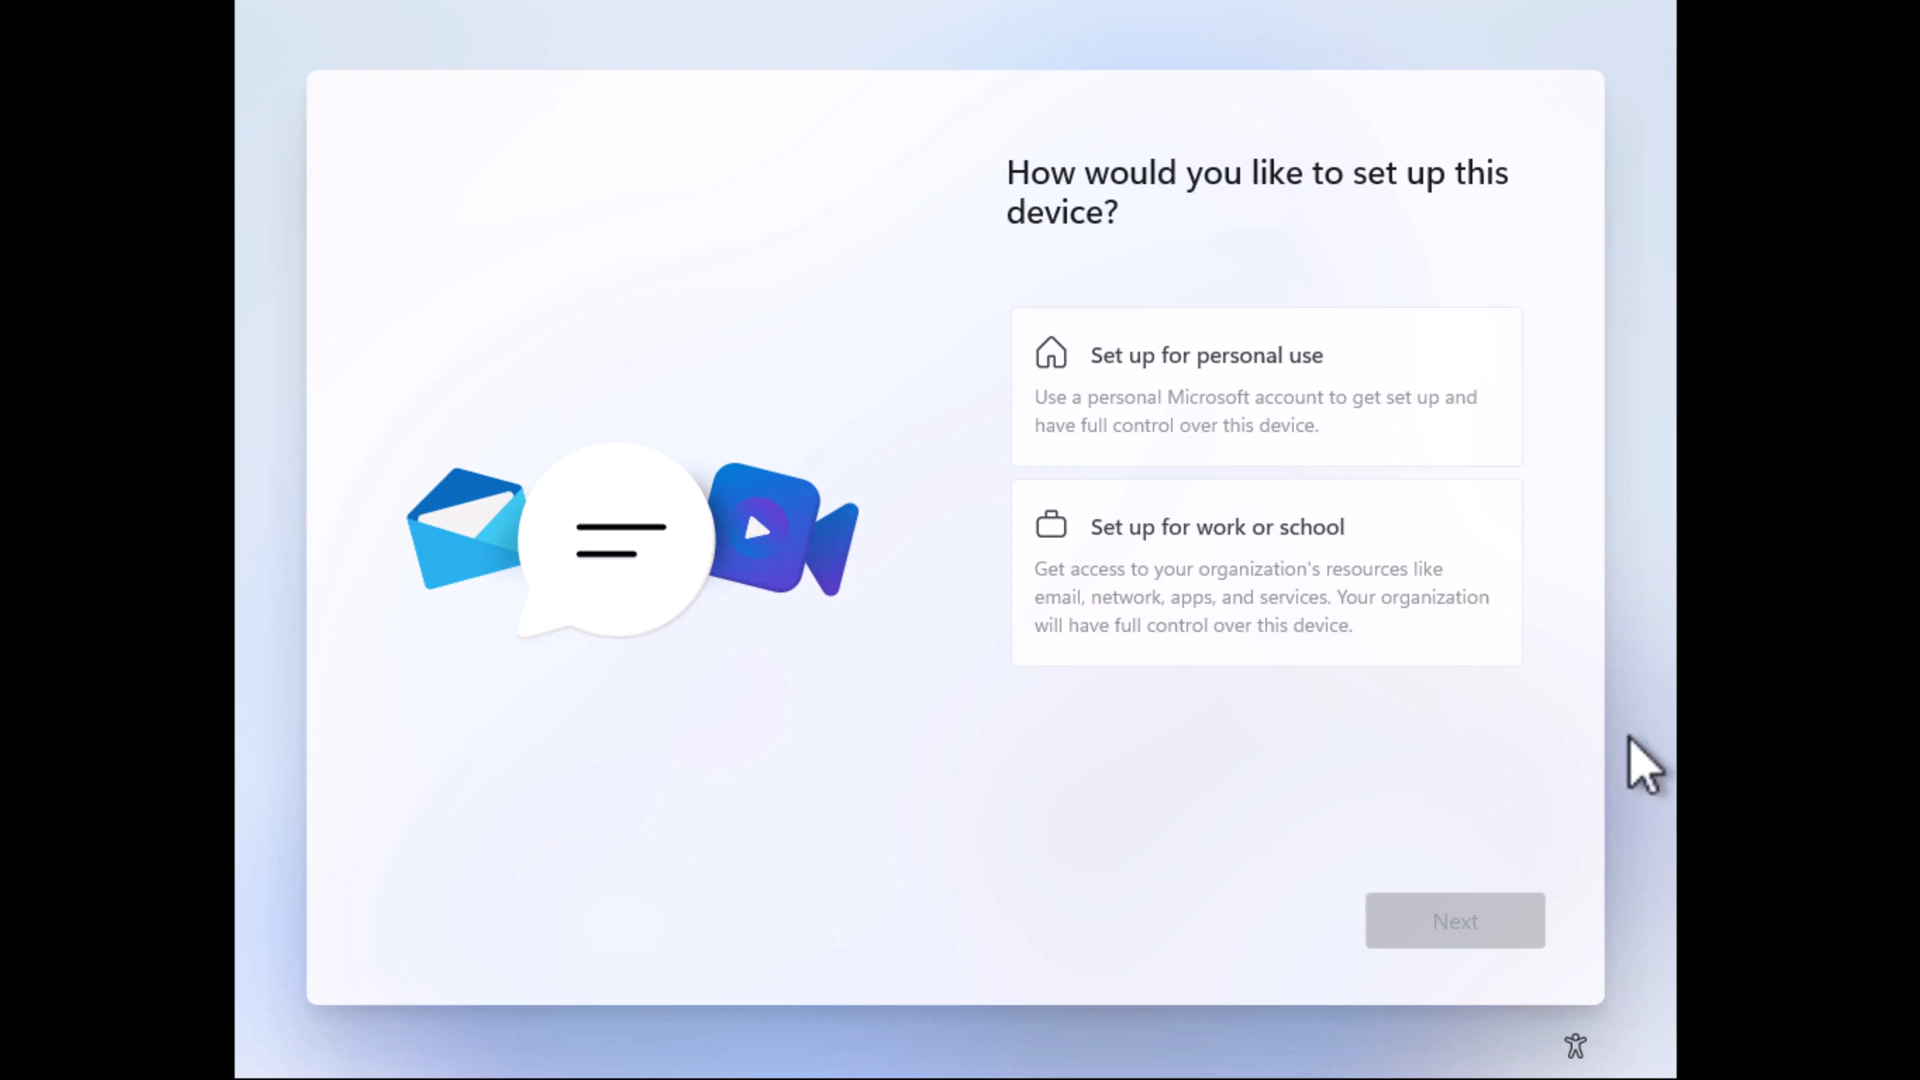 How would you like to set up this
device?
Set up for personal use
Use a personal Microsoft account to get set up and
have full control over this device.
Set up for work or school
Get access to your organization's resources like
email, network, apps, and services. Your organization
will have full control over this device.
Next